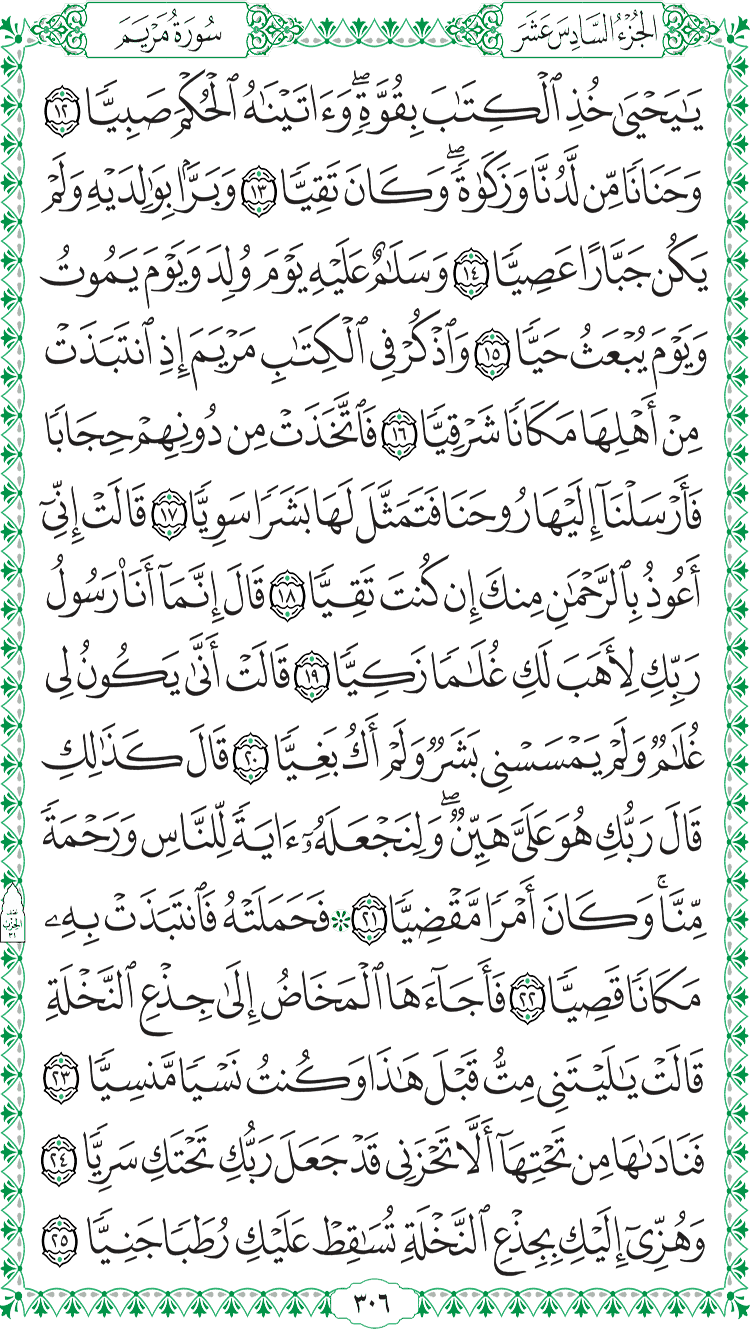 الجُزْءُ السَّادِسَ عَشَرَ
سُورَةُ مَرْيَمَ
يَٰيَحْيَىٰ خُذِ ٱلْكِتَٰبَ بِقُوَّةٖۖ وَءَاتَيْنَٰهُ ٱلْحُكْمَ صَبِيّٗا ١٢
وَحَنَانٗا مِّن لَّدُنَّا وَزَكَوٰةٗۖ وَكَانَ تَقِيّٗا ١٣ وَبَرَّۢا بِوَٰلِدَيْهِ وَلَمْ
يَكُن جَبَّارًا عَصِيّٗا ١٤ وَسَلَٰمٌ عَلَيْهِ يَوْمَ وُلِدَ وَيَوْمَ يَمُوتُ
وَيَوْمَ يُبْعَثُ حَيّٗا ١٥ وَٱذْكُرْ فِي ٱلْكِتَٰبِ مَرْيَمَ إِذِ ٱنتَبَذَتْ
مِنْ أَهْلِهَا مَكَانٗا شَرْقِيّٗا ١٦ فَٱتَّخَذَتْ مِن دُونِهِمْ حِجَابٗا
فَأَرْسَلْنَآ إِلَيْهَا رُوحَنَا فَتَمَثَّلَ لَهَا بَشَرٗا سَوِيّٗا ١٧ قَالَتْ إِنِّيٓ
أَعُوذُ بِٱلرَّحْمَٰنِ مِنكَ إِن كُنتَ تَقِيّٗا ١٨ قَالَ إِنَّمَآ أَنَا۠ رَسُولُ
رَبِّكِ لِأَهَبَ لَكِ غُلَٰمٗا زَكِيّٗا ١٩ قَالَتْ أَنَّىٰ يَكُونُ لِي
غُلَٰمٞ وَلَمْ يَمْسَسْنِي بَشَرٞ وَلَمْ أَكُ بَغِيّٗا ٢٠ قَالَ كَذَٰلِكِ
قَالَ رَبُّكِ هُوَ عَلَيَّ هَيِّنٞۖ وَلِنَجْعَلَهُۥٓ ءَايَةٗ لِّلنَّاسِ وَرَحْمَةٗ
مِّنَّاۚ وَكَانَ أَمْرٗا مَّقْضِيّٗا ٢١ ۞ فَحَمَلَتْهُ فَٱنتَبَذَتْ بِهِۦ
مَكَانٗا قَصِيّٗا ٢٢ فَأَجَآءَهَا ٱلْمَخَاضُ إِلَىٰ جِذْعِ ٱلنَّخْلَةِ
قَالَتْ يَٰلَيْتَنِي مِتُّ قَبْلَ هَٰذَا وَكُنتُ نَسْيٗا مَّنسِيّٗا ٢٣
فَنَادَىٰهَا مِن تَحْتِهَآ أَلَّا تَحْزَنِي قَدْ جَعَلَ رَبُّكِ تَحْتَكِ سَرِيّٗا ٢٤
وَهُزِّيٓ إِلَيْكِ بِجِذْعِ ٱلنَّخْلَةِ تُسَٰقِطْ عَلَيْكِ رُطَبٗا جَنِيّٗا ٢٥
نصف
الحزب
٣١
٣٠٦